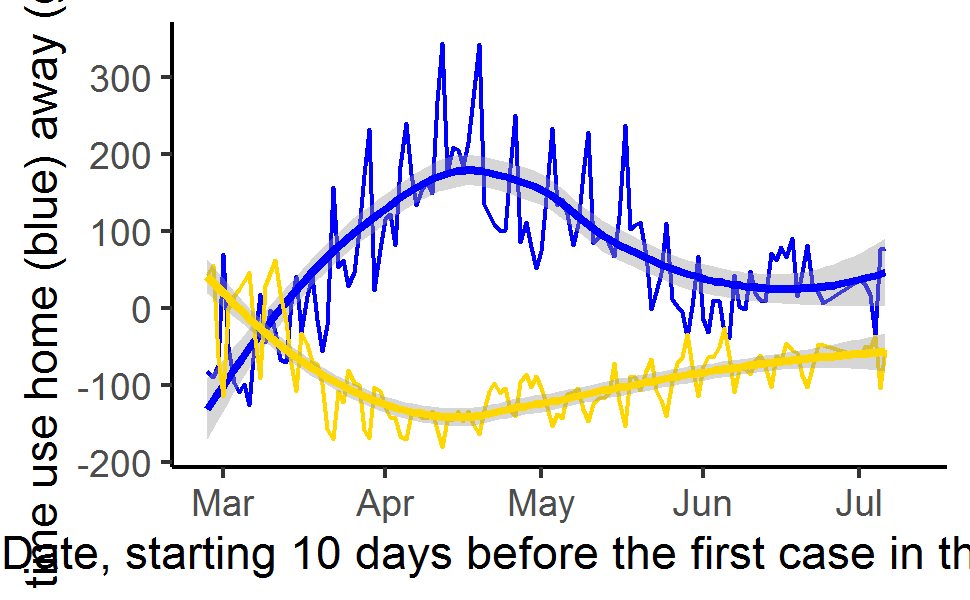 time use home (blue) away (
300
200
100
0
-100
-200
Mar Apr May Jun Jul
Date, starting 10 days before the first case in th